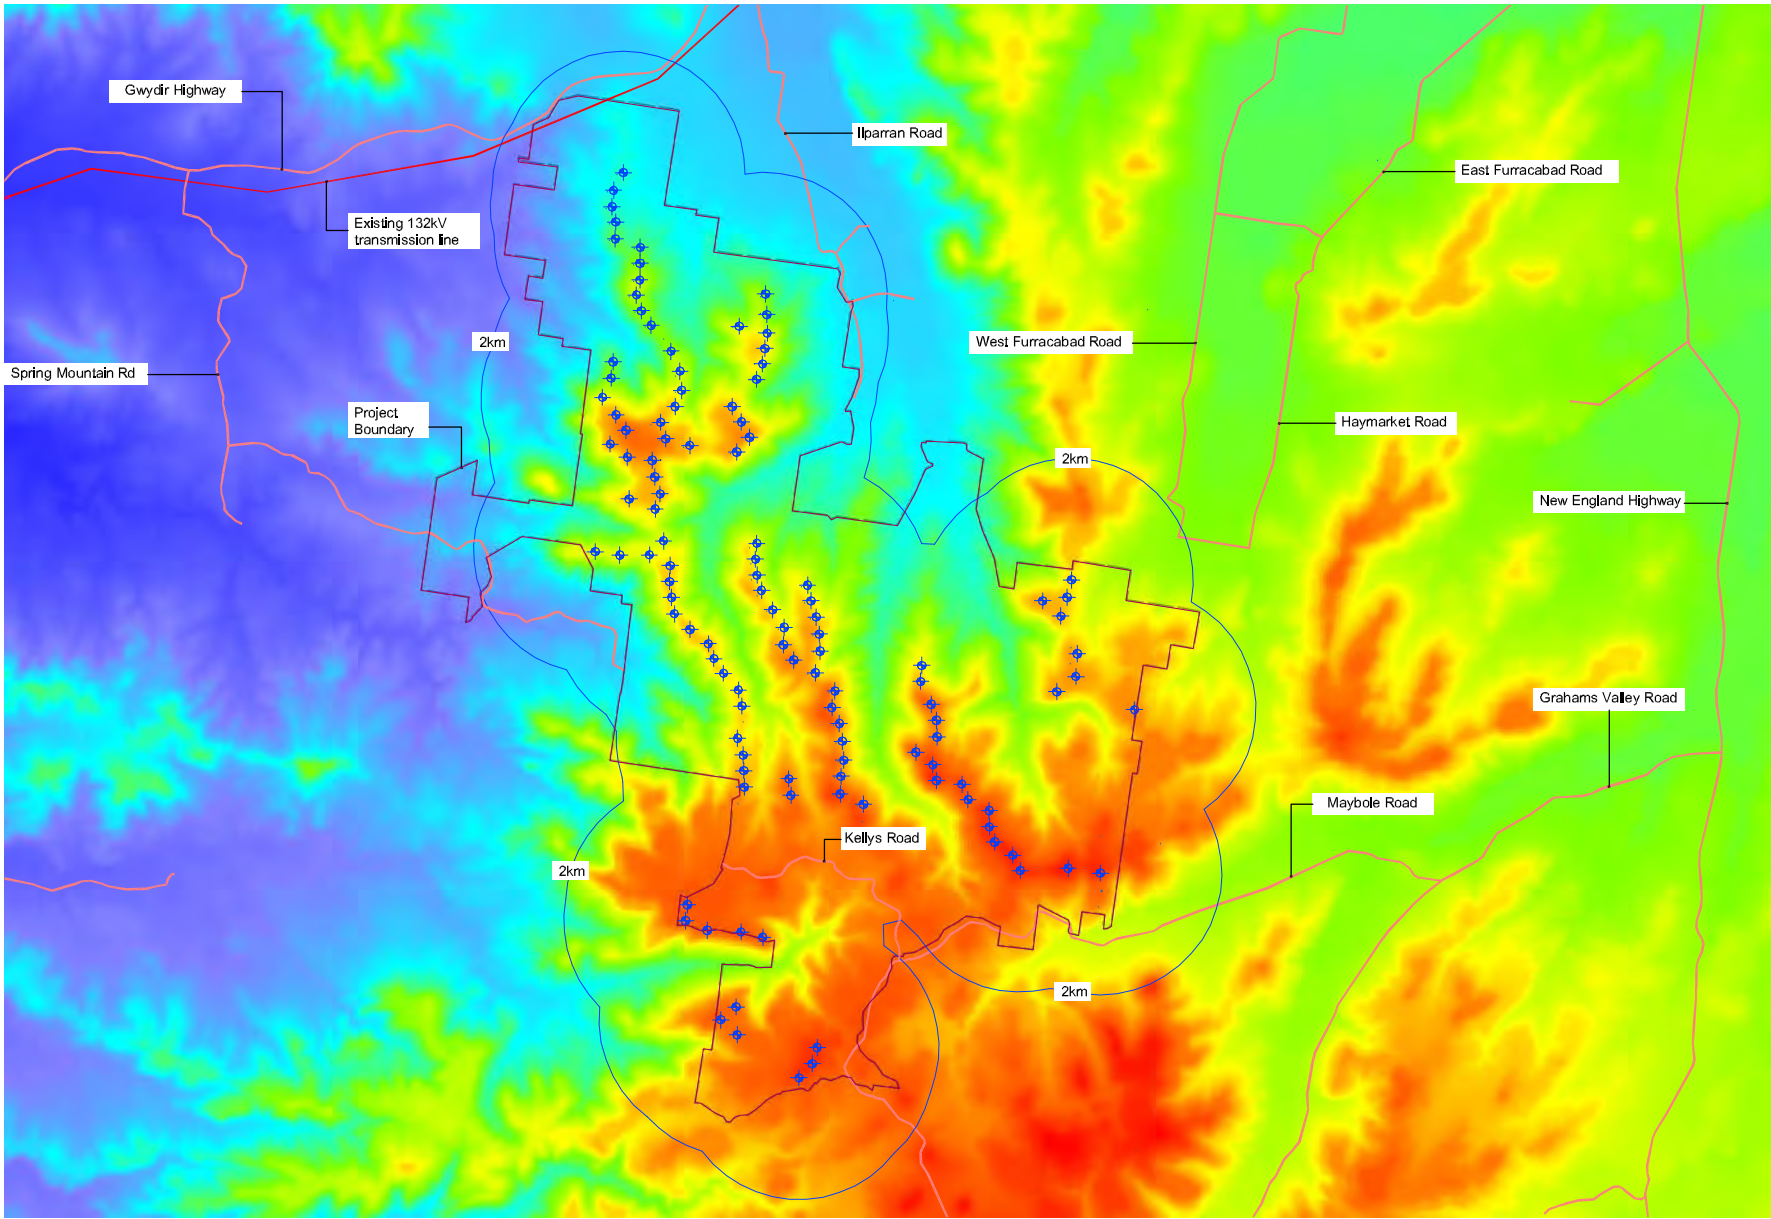 Gwydir Highway
Ilparran Road
East Furracabad Road
Existing 132kV
transmission line
2km
West Furracabad Road
Spring Mountain Rd
Project
Boundary
Haymarket Road
2km
New England Highway
Grahams Valley Road
Maybole Road
Kellys Road
2km
2km